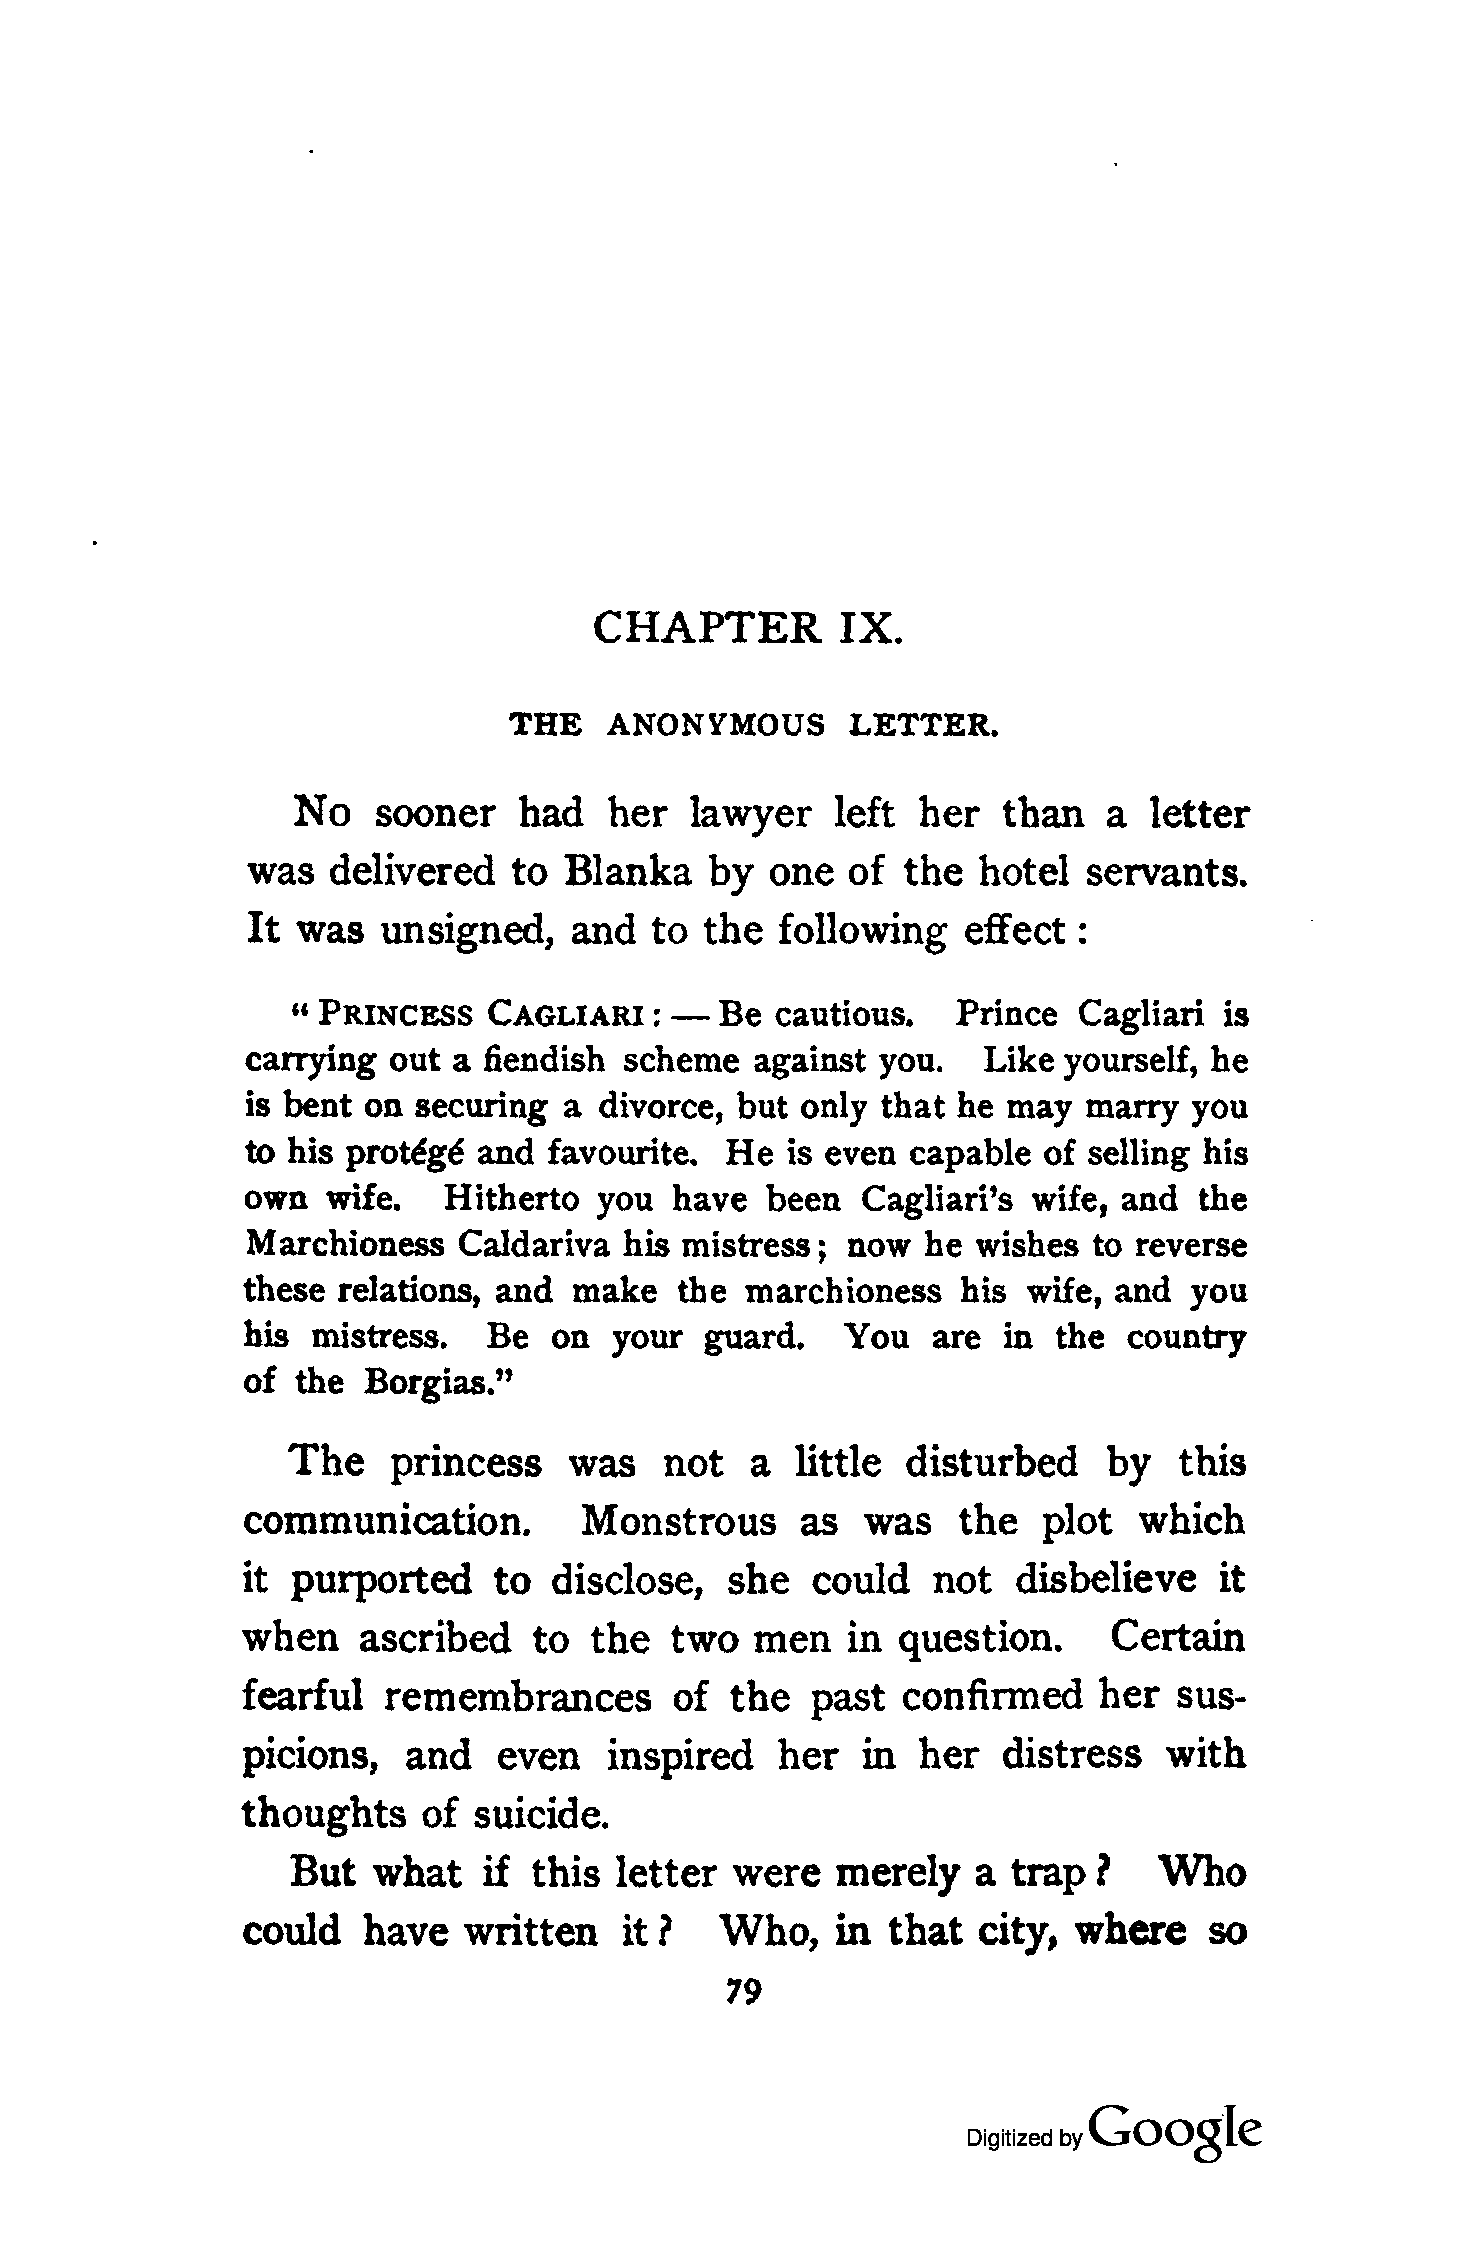 CHAPTER IX.
THE ANONYMOUS LETTER.
No sooner had her lawyer left her than a letter
was delivered to Blanka by one of the hotel servants.
It was unsigned, and to the following effect :
“ PRINCESS CAGLIARI : — Be cautious. Prince Cagliari is
carrying out a fiendish scheme against you. Like yourself, he
is bent on securing a divorce, but only that he may marry you
to his protégé and favourite. He is even capable of selling his
own wife. Hitherto you have been Cagliari's wife, and the
Marchioness Caldariva his mistress ; now he wishes to reverse
these relations, and make the marchioness his wife, and you
his mistress. Be on your guard. You are in the country
of the Borgias.”
The princess was not a little disturbed by this
communication. Monstrous as was the plot which
it purported to disclose, she could not disbelieve it
when ascribed to the two men in question. Certain
fearful remembrances of the past confirmed her sus-
picions, and even inspired her in her distress with
thoughts of suicide.
But what if this letter were merely a trap ? Who
could have written it ? Who, in that city, where so
79
Digitized by Google